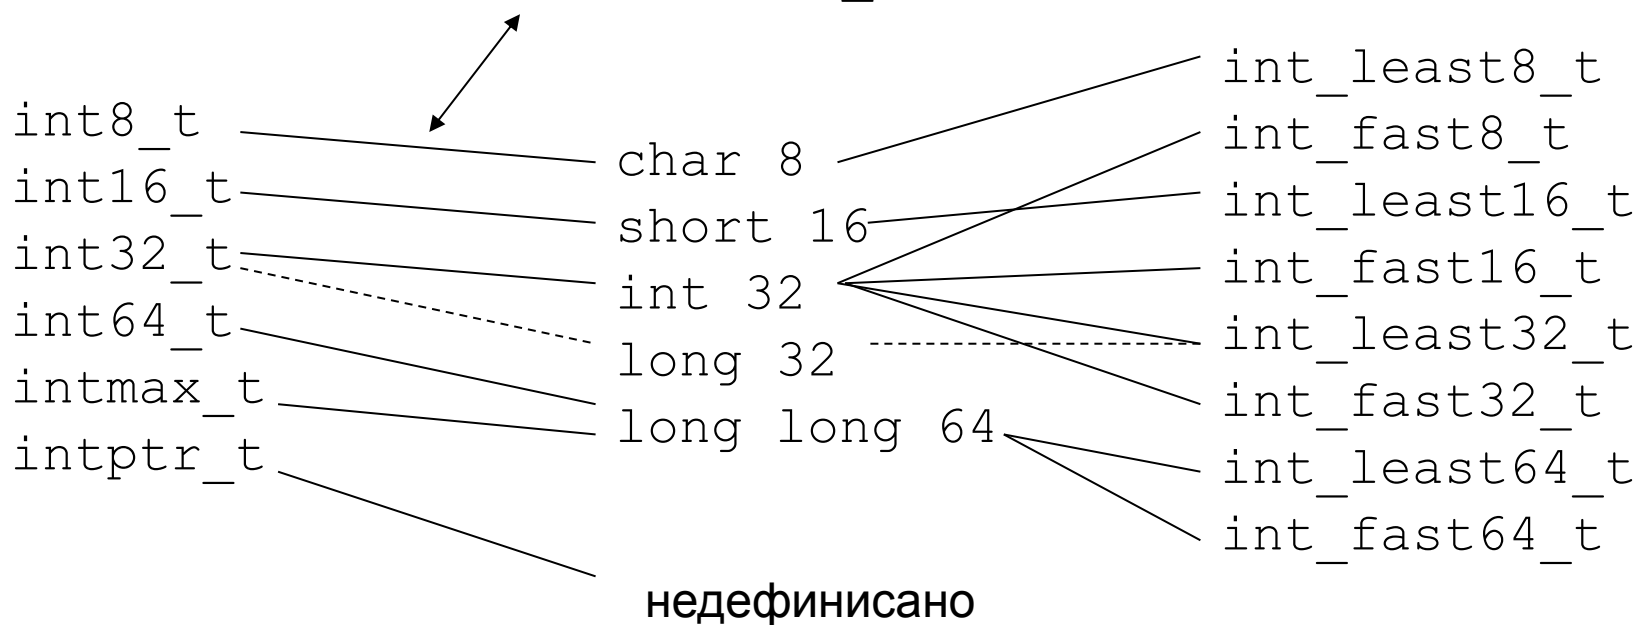 int8_t
int16_t
int32_t
int64_t
intmax_t
intptr_t
char 8
short 16
int 32
long 32
long long 64
недефинисано
int_least8_t
int_fast8_t
int_least16_t
int_fast16_t
int_least32_t
int_fast32_t
int_least64_t
int_fast64_t